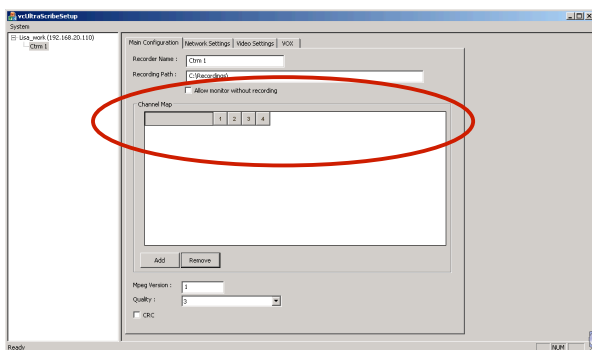 vcUltraScribeSetup
System
Lisa_work (192.168.20.110)
Ctrm 1
Main Configuration Network Settings Video Settings VOX
Recorder Name : Ctrm 1
Recording Path : C:\Recordings\
Allow monitor without recording
Channel Map
1 2 3 4
Add Remove
Mpeg Version : 1
Quality : 3
CRC
Ready NUM